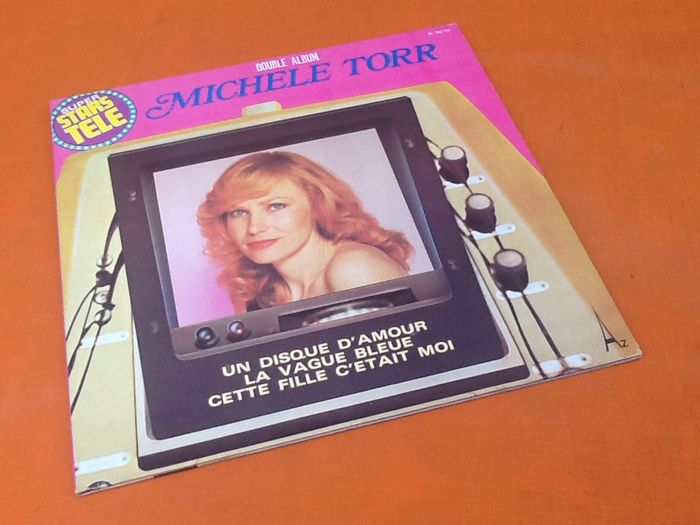 DOUBLE ALBUM
MICHELE TORR
SUPER
STARS
TELE
UN DISQUE D'AMOUR
LA VAGUE BLEUE
CETTE FILLE C'ETAIT MOI
AZ